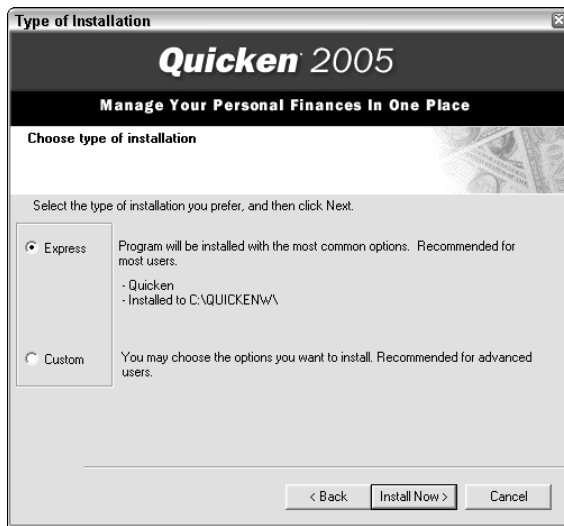 Type of Installation
Quicken 2005
Manage Your Personal Finances In One Place
Choose type of installation
Select the type of installation you prefer, and then click Next.
Express
Program will be installed with the most common options. Recommended for
most users.
- Quicken
- Installed to C:\QUICKENW\
Custom
You may choose the options you want to install. Recommended for advanced
users.
< Back
Install Now >
Cancel